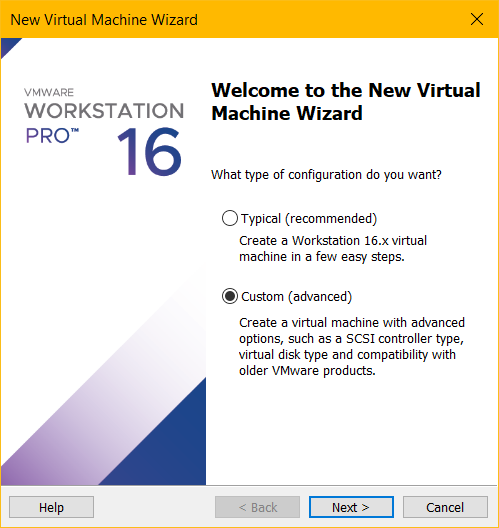 New Virtual Machine Wizard
VMWARE
WORKSTATION
PRO™ 16
Welcome to the New Virtual
Machine Wizard
What type of configuration do you want?
Typical (recommended)
Create a Workstation 16.x virtual
machine in a few easy steps.
Custom (advanced)
Create a virtual machine with advanced
options, such as a SCSI controller type,
virtual disk type and compatibility with
older VMware products.
Help
< Back
Next >
Cancel